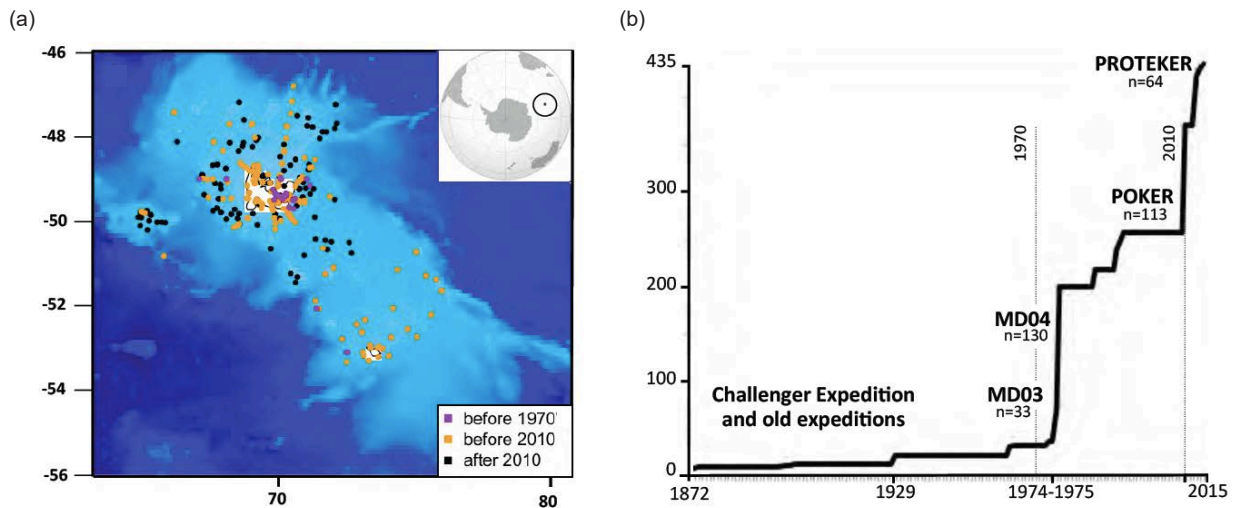 (a)
-46
-48
-50
-52
-54
-56
70
80
before 1970
before 2010
after 2010
(b)
435
300
200
100
0
PROTEKER
n=64
1970
2010
POKER
n=113
MD04
n=130
MD03
n=33
Challenger Expedition
and old expeditions
1872
1929
1974-1975
2015